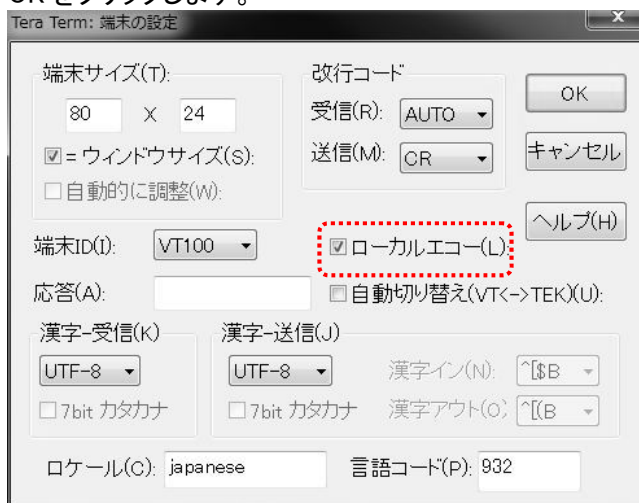 OK をクリックします。
Tera Term: 端末の設定
端末サイズ(T):
80 X 24
= ウィンドウサイズ(S):
自動的に調整(W):
改行コード
受信(R): AUTO
送信(M): CR
OK
キャンセル
ヘルプ(H)
端末ID(I): VT100
ローカルエコー(L):
応答(A):
自動切り替え(VT<->TEK)(U):
漢字-受信(K)
UTF-8
7bit カタカナ
漢字-送信(J)
UTF-8
7bit カタカナ
漢字イン(N): ^[$B
漢字アウト(O): ^[(B
ロケール(C): japanese
言語コード(P): 932